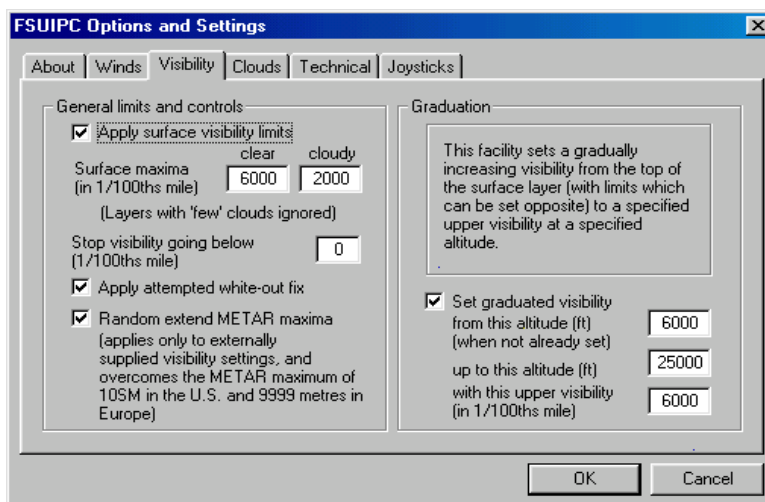 FSUIPC Options and Settings
About Winds Visibility Clouds Technical Joysticks
General limits and controls
Apply surface visibility limits
clear cloudy
Surface maxima
(in 1/100ths mile)
6000 2000
(Layers with 'few' clouds ignored)
Stop visibility going below
(1/100ths mile)
0
Apply attempted white-out fix
Random extend METAR maxima
(applies only to externally
supplied visibility settings, and
overcomes the METAR maximum of
10SM in the U.S. and 9999 metres in
Europe)
Graduation
This facility sets a gradually
increasing visibility from the top of
the surface layer (with limits which
can be set opposite) to a specified
upper visibility at a specified
altitude.
Set graduated visibility
from this altitude (ft)
(when not already set)
6000
up to this altitude (ft)
25000
with this upper visibility
(in 1/100ths mile)
6000
OK Cancel